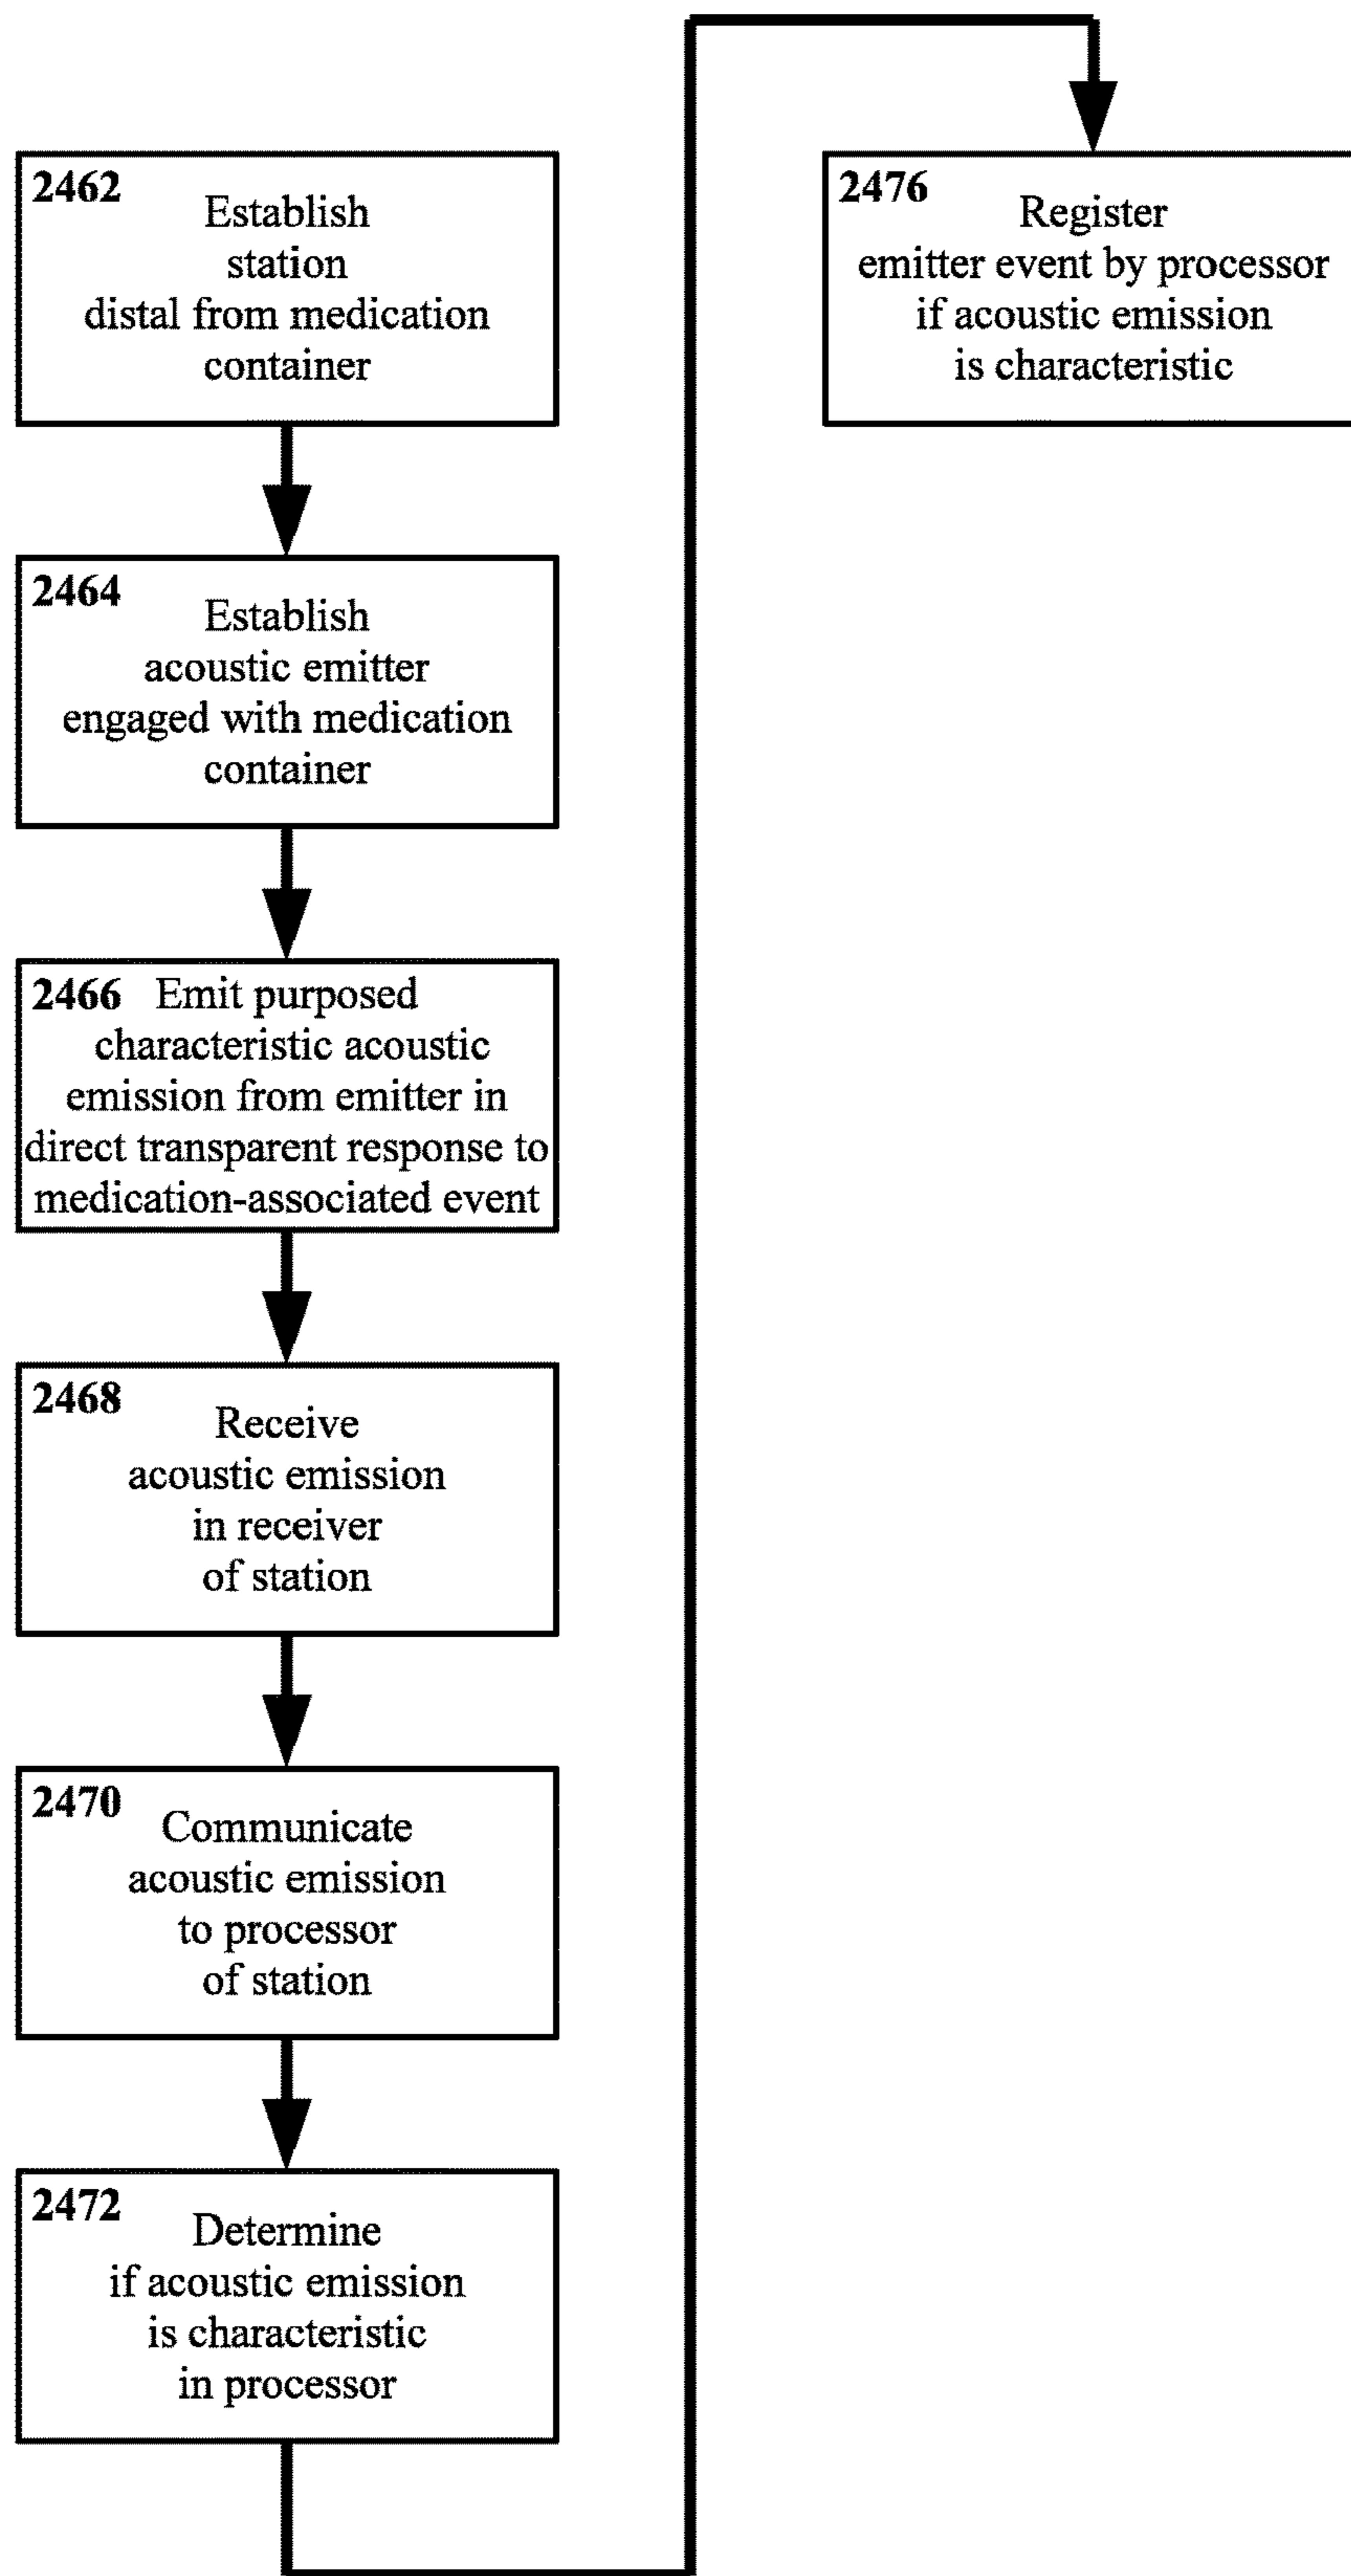 2462
Establish
station
distal from medication
container
2464
Establish
acoustic emitter
engaged with medication
container
2466 Emit purposed
characteristic acoustic
emission from emitter in
direct transparent response to
medication-associated event
2468
Receive
acoustic emission
in receiver
of station
2470
Communicate
acoustic emission
to processor
of station
2472
Determine
if acoustic emission
is characteristic
in processor
2476
Register
emitter event by processor
if acoustic emission
is characteristic